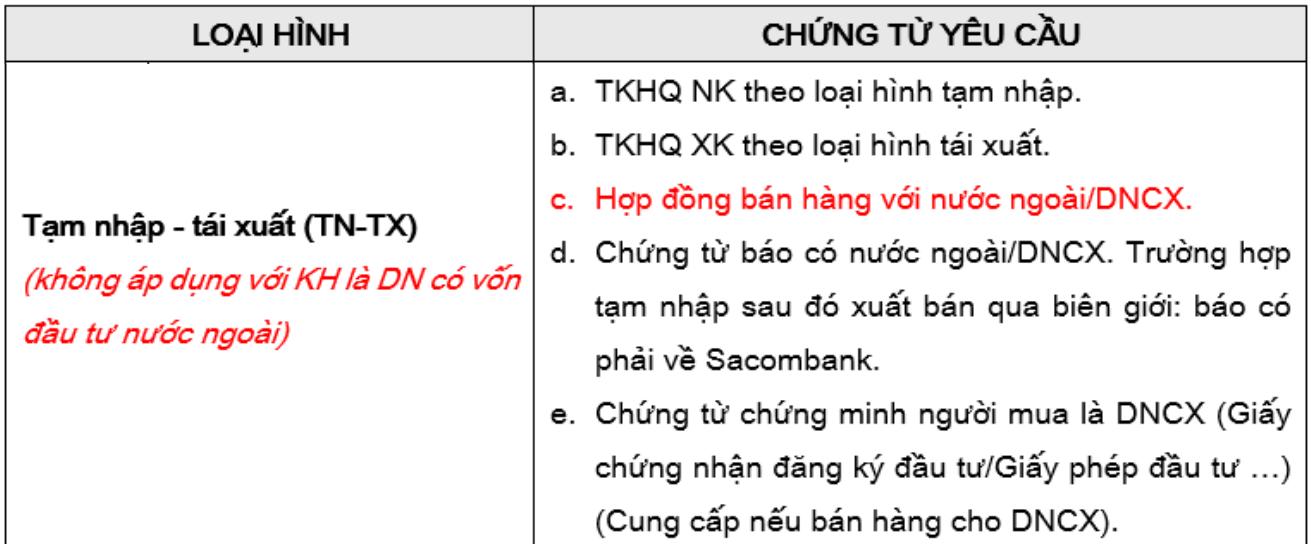 LOẠI HÌNH
CHỨNG TỪ YÊU CẦU
Tạm nhập - tái xuất (TN-TX)
(không áp dụng với KH là DN có vốn
đầu tư nước ngoài)
a. TKHQ NK theo loại hình tạm nhập.
b. TKHQ XK theo loại hình tái xuất.
c. Hợp đồng bán hàng với nước ngoài/DNCX.
d. Chứng từ báo có nước ngoài/DNCX. Trường hợp
tạm nhập sau đó xuất bán qua biên giới: báo có
phải về Sacombank.
e. Chứng từ chứng minh người mua là DNCX (Giấy
chứng nhận đăng ký đầu tư/Giấy phép đầu tư …)
(Cung cấp nếu bán hàng cho DNCX).